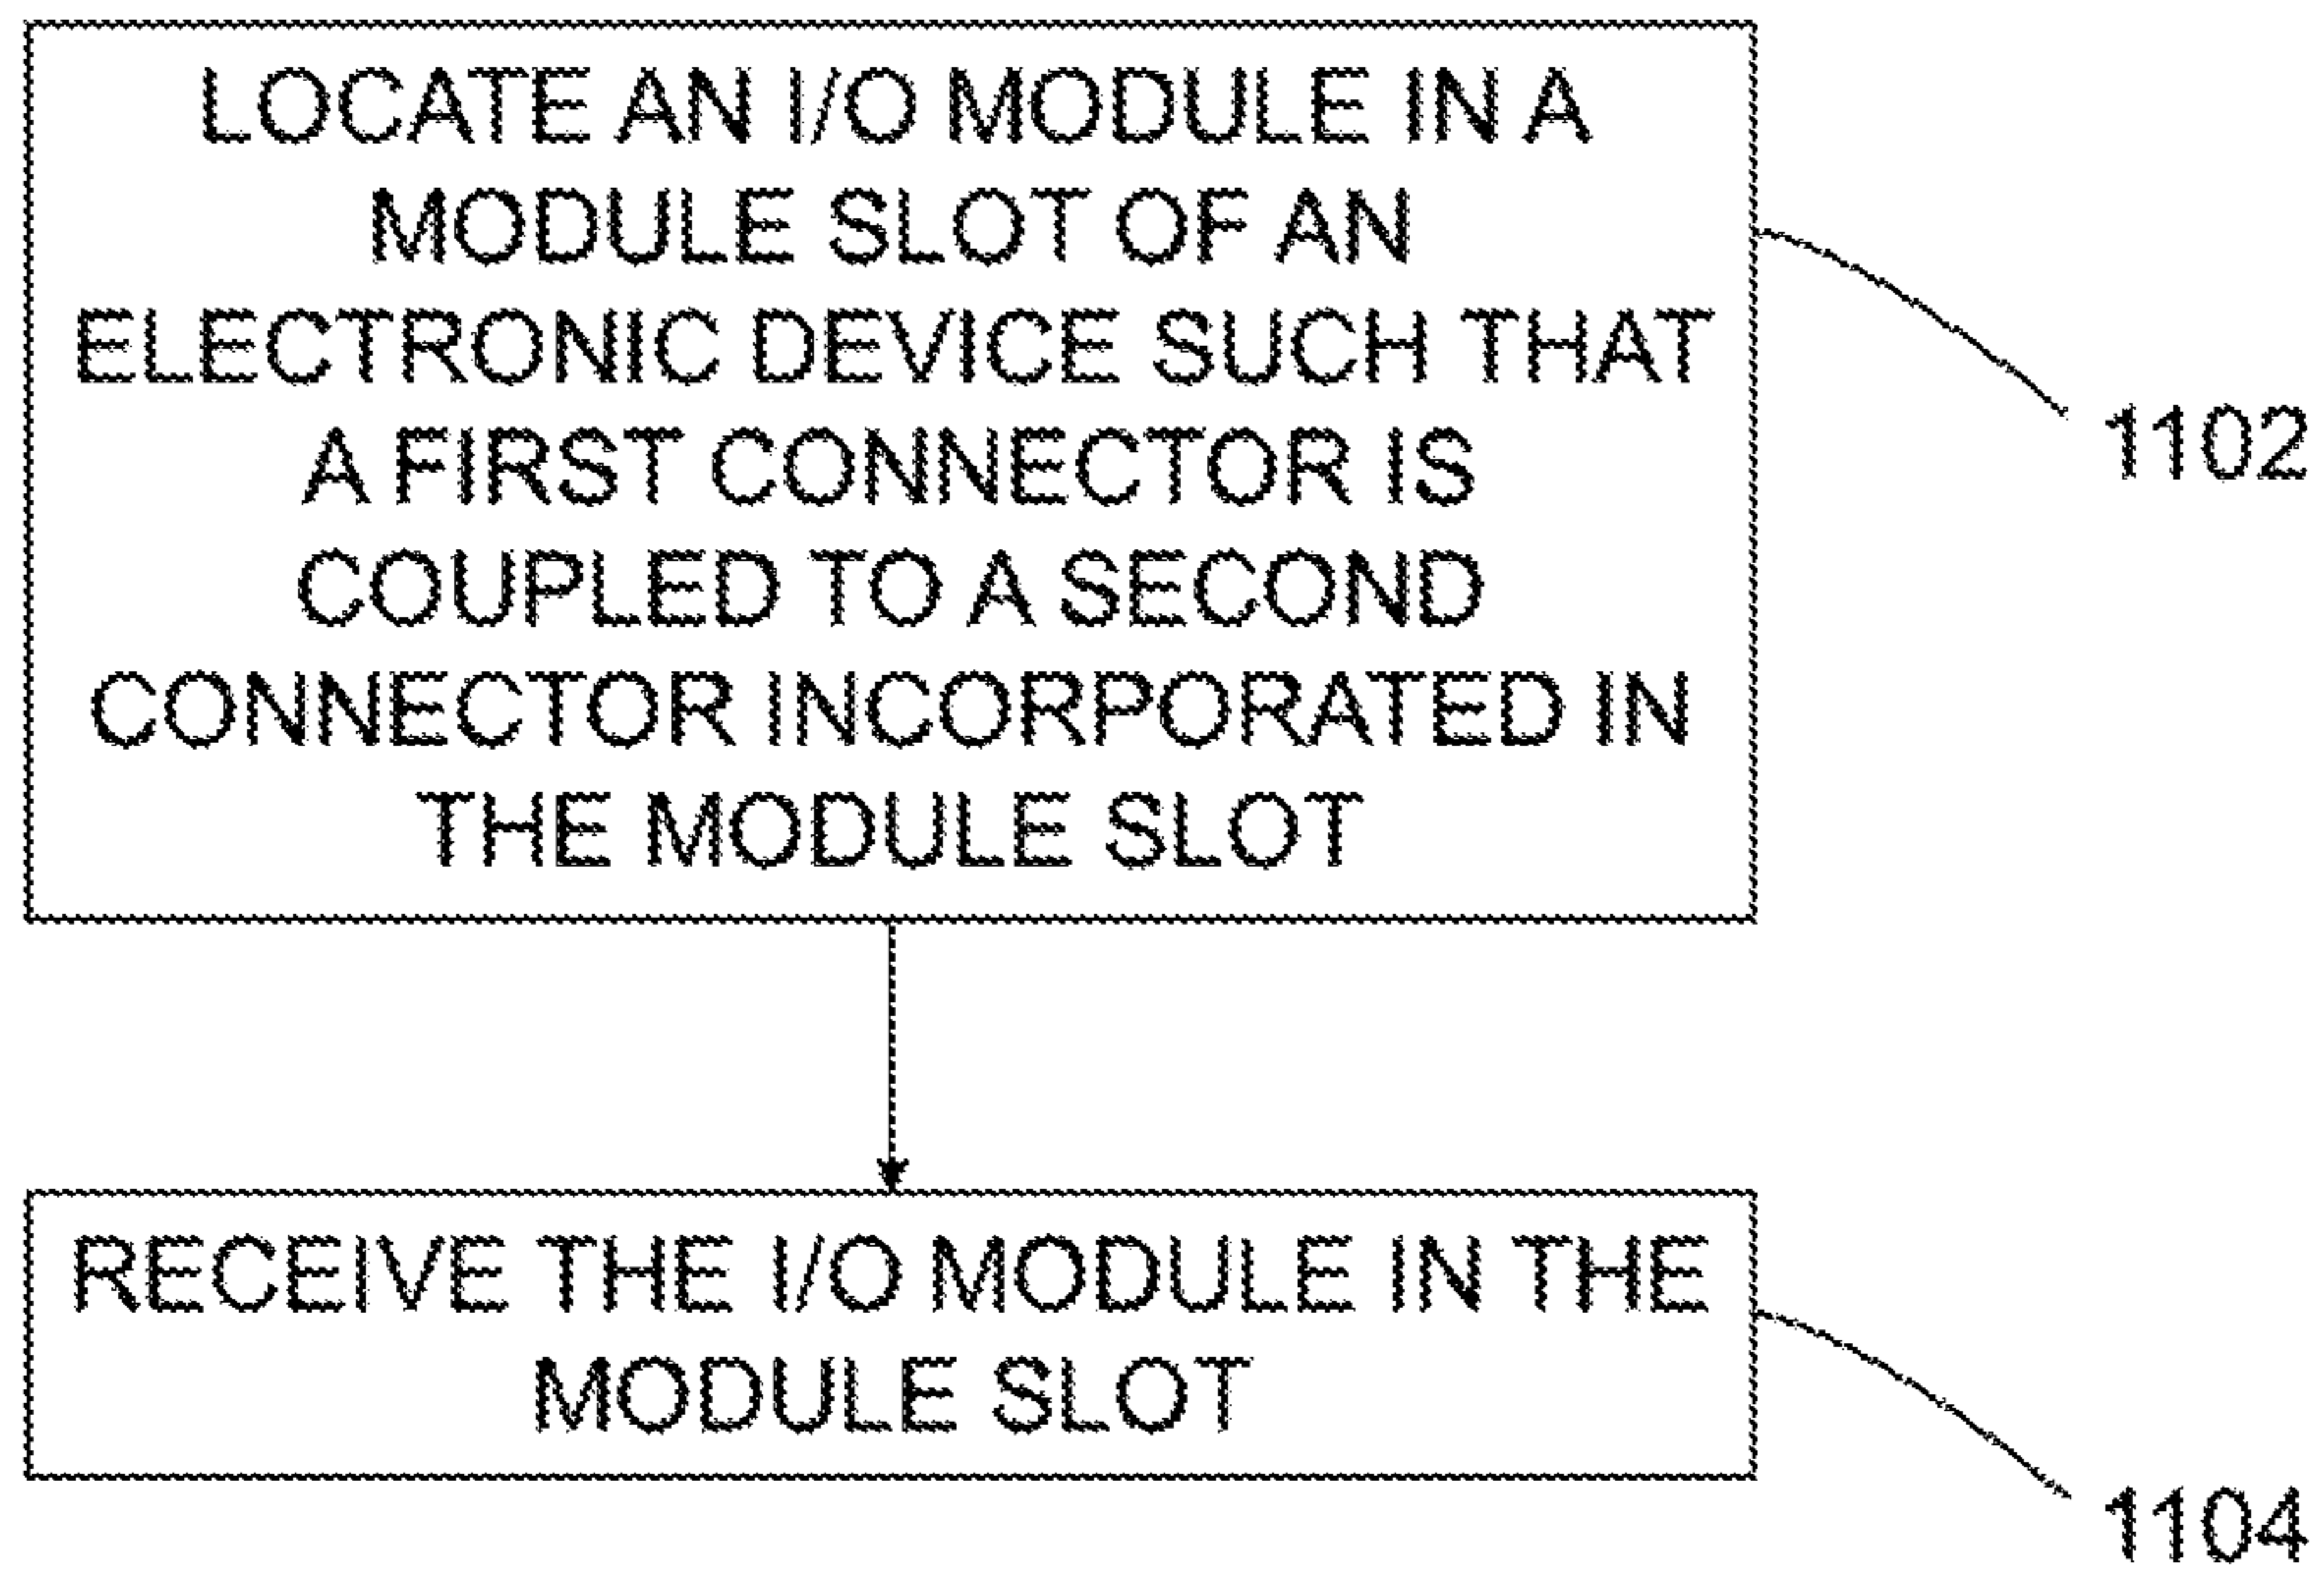 LOCATE AN I/O MODULE IN A
MODULE SLOT OF AN
ELECTRONIC DEVICE SUCH THAT
A FIRST CONNECTOR IS
COUPLED TO A SECOND
CONNECTOR INCORPORATED IN
THE MODULE SLOT
1102
RECEIVE THE I/O MODULE IN THE
MODULE SLOT
1104